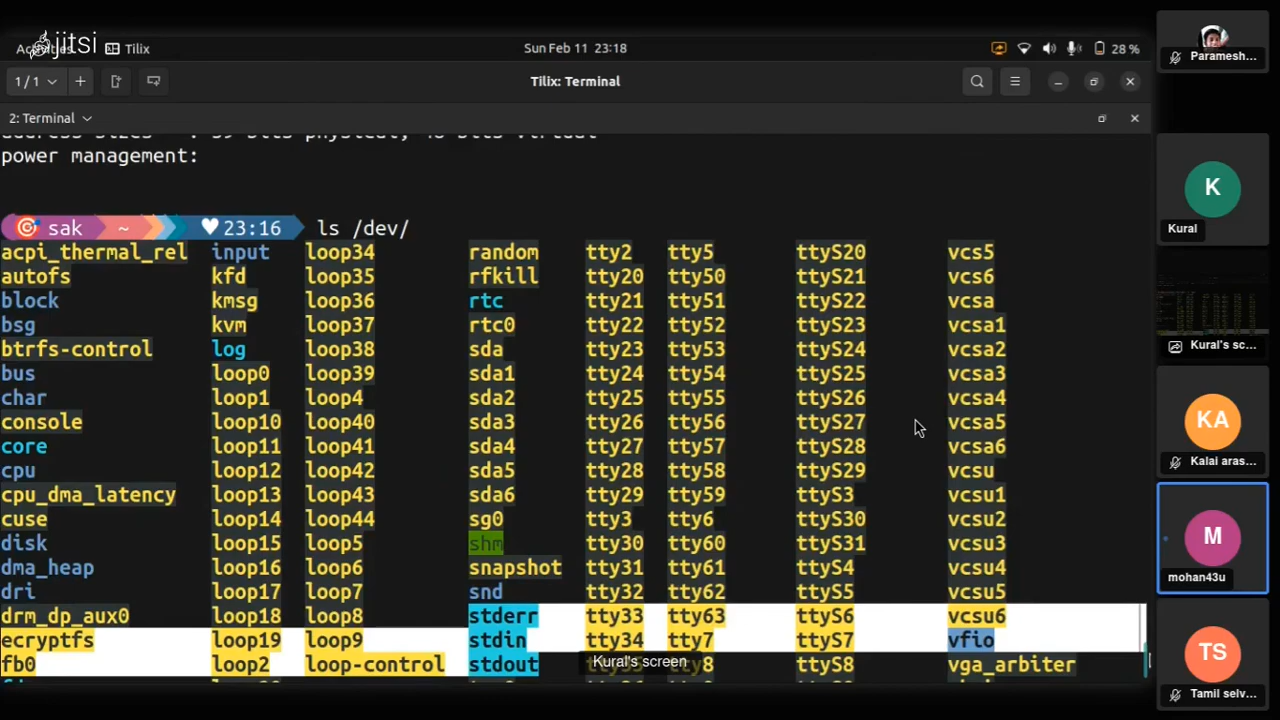 jitsi
Tilix
Sun Feb 11 23:18
28 %
1 / 1
Tilix: Terminal
2: Terminal
power management:
sak ~ 23:16 ls /dev/
acpi_thermal_rel input loop34 random tty2 tty5 ttyS20 vcs5
autofs kfd loop35 rfkill tty20 tty50 ttyS21 vcs6
block kmsg loop36 rtc tty21 tty51 ttyS22 vcsa
bsg kvm loop37 rtc0 tty22 tty52 ttyS23 vcsa1
btrfs-control log loop38 sda tty23 tty53 ttyS24 vcsa2
bus loop0 loop39 sda1 tty24 tty54 ttyS25 vcsa3
char loop1 loop4 sda2 tty25 tty55 ttyS26 vcsa4
console loop10 loop40 sda3 tty26 tty56 ttyS27 vcsa5
core loop11 loop41 sda4 tty27 tty57 ttyS28 vcsa6
cpu loop12 loop42 sda5 tty28 tty58 ttyS29 vcsu
cpu_dma_latency loop13 loop43 sda6 tty29 tty59 ttyS3 vcsu1
cuse loop14 loop44 sg0 tty3 tty6 ttyS30 vcsu2
disk loop15 loop5 shm tty30 tty60 ttyS31 vcsu3
dma_heap loop16 loop6 snapshot tty31 tty61 ttyS4 vcsu4
dri loop17 loop7 snd tty32 tty62 ttyS5 vcsu5
drm_dp_aux0 loop18 loop8 stderr tty33 tty63 ttyS6 vcsu6
ecryptfs loop19 loop9 stdin tty34 tty7 ttyS7 vfio
fb0 loop2 loop-control stdout tty8 ttyS8 vga_arbiter
Kural's screen
Paramesh...
K
Kural
Kural's sc...
KA
Kalai aras...
M
mohan43u
TS
Tamil selv...